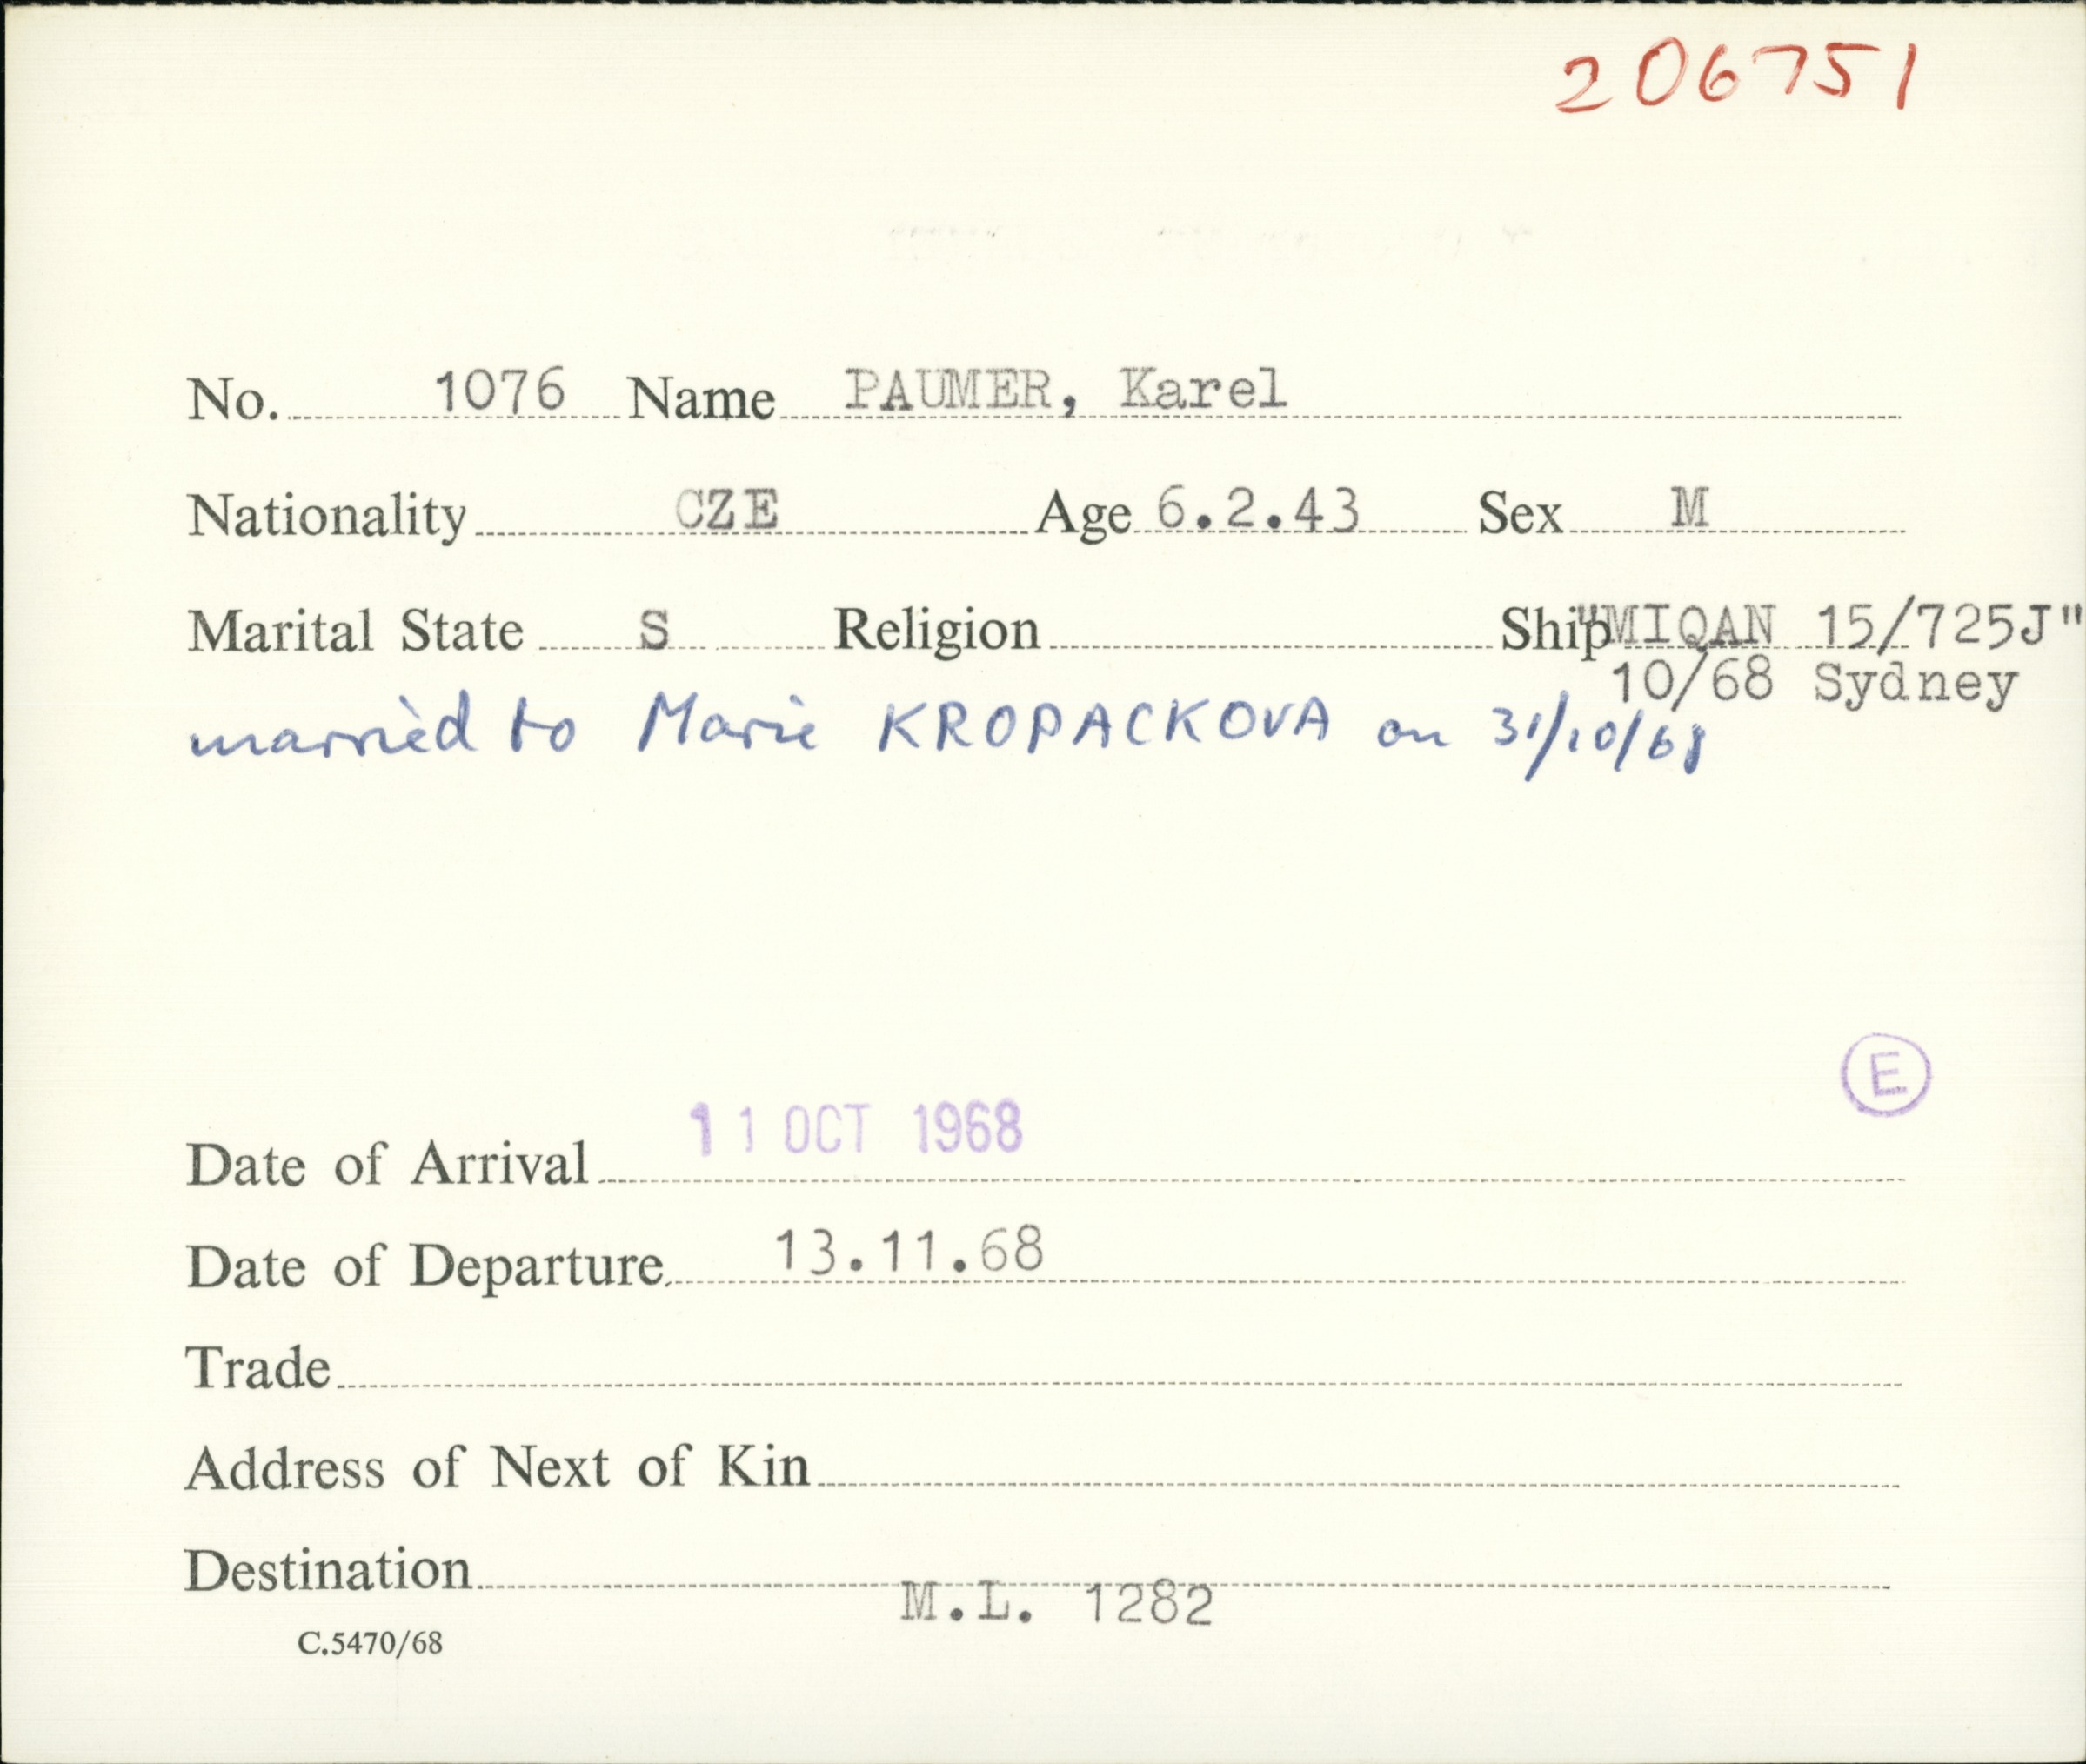 206751
No. 1076 Name PAUMER, Karel
Nationality CZE Age 6.2.43 Sex M
Marital State S Religion Ship "MIQAN 15/725J"
10/68 Sydney
married to Marie KROPACKOVA on 31/10/68
E
Date of Arrival 11 OCT 1968
Date of Departure 13.11.68
Trade
Address of Next of Kin
Destination
M.L. 1282
C.5470/68